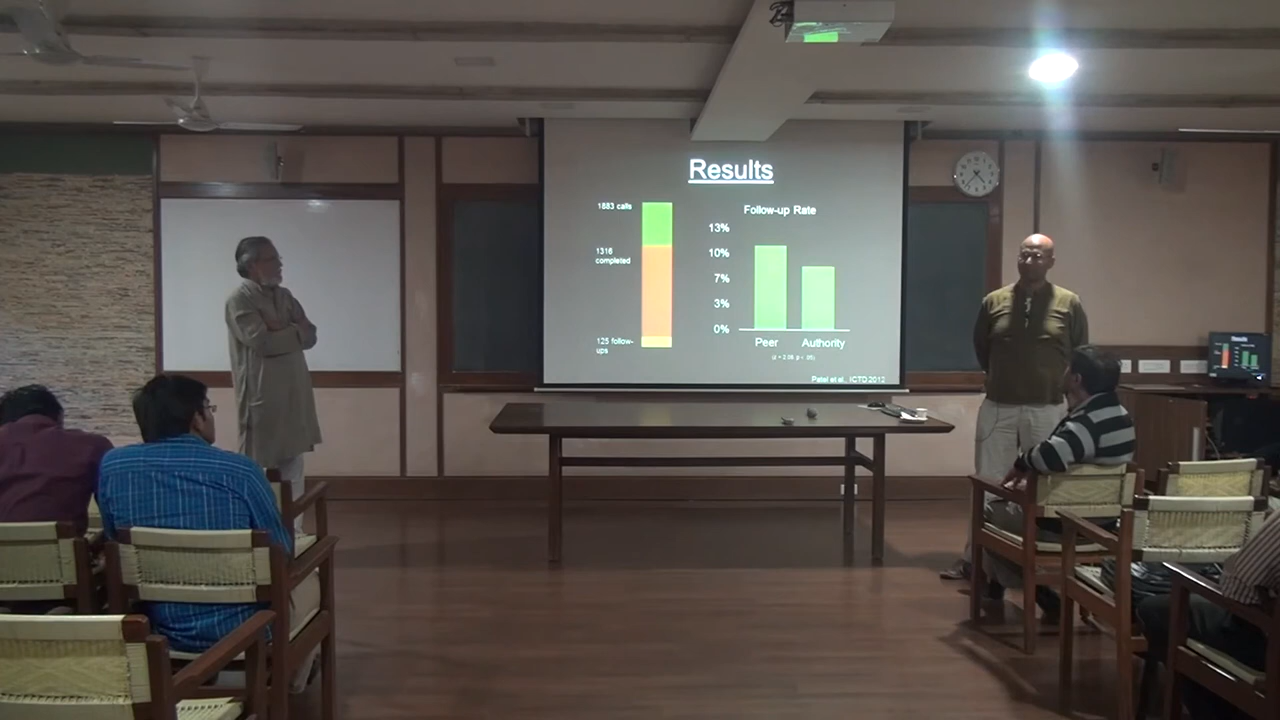 Results
1883 calls
1316
completed
125 follow-
ups
Follow-up Rate
13%
10%
7%
3%
0%
Peer
Authority
Patel et al., ICTD 2012